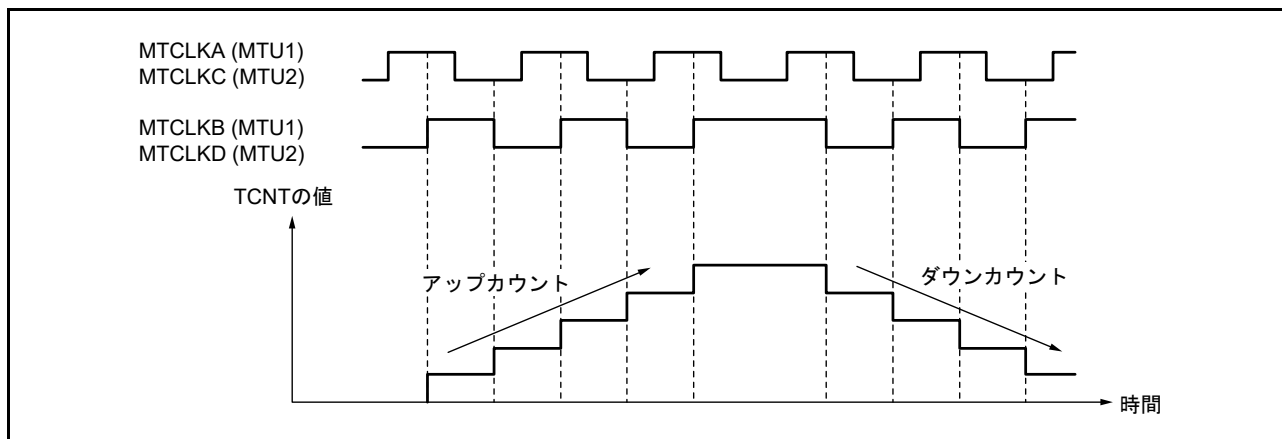 MTCLKA (MTU1)
MTCLKC (MTU2)
MTCLKB (MTU1)
MTCLKD (MTU2)
TCNTの値
アップカウント
ダウンカウント
時間